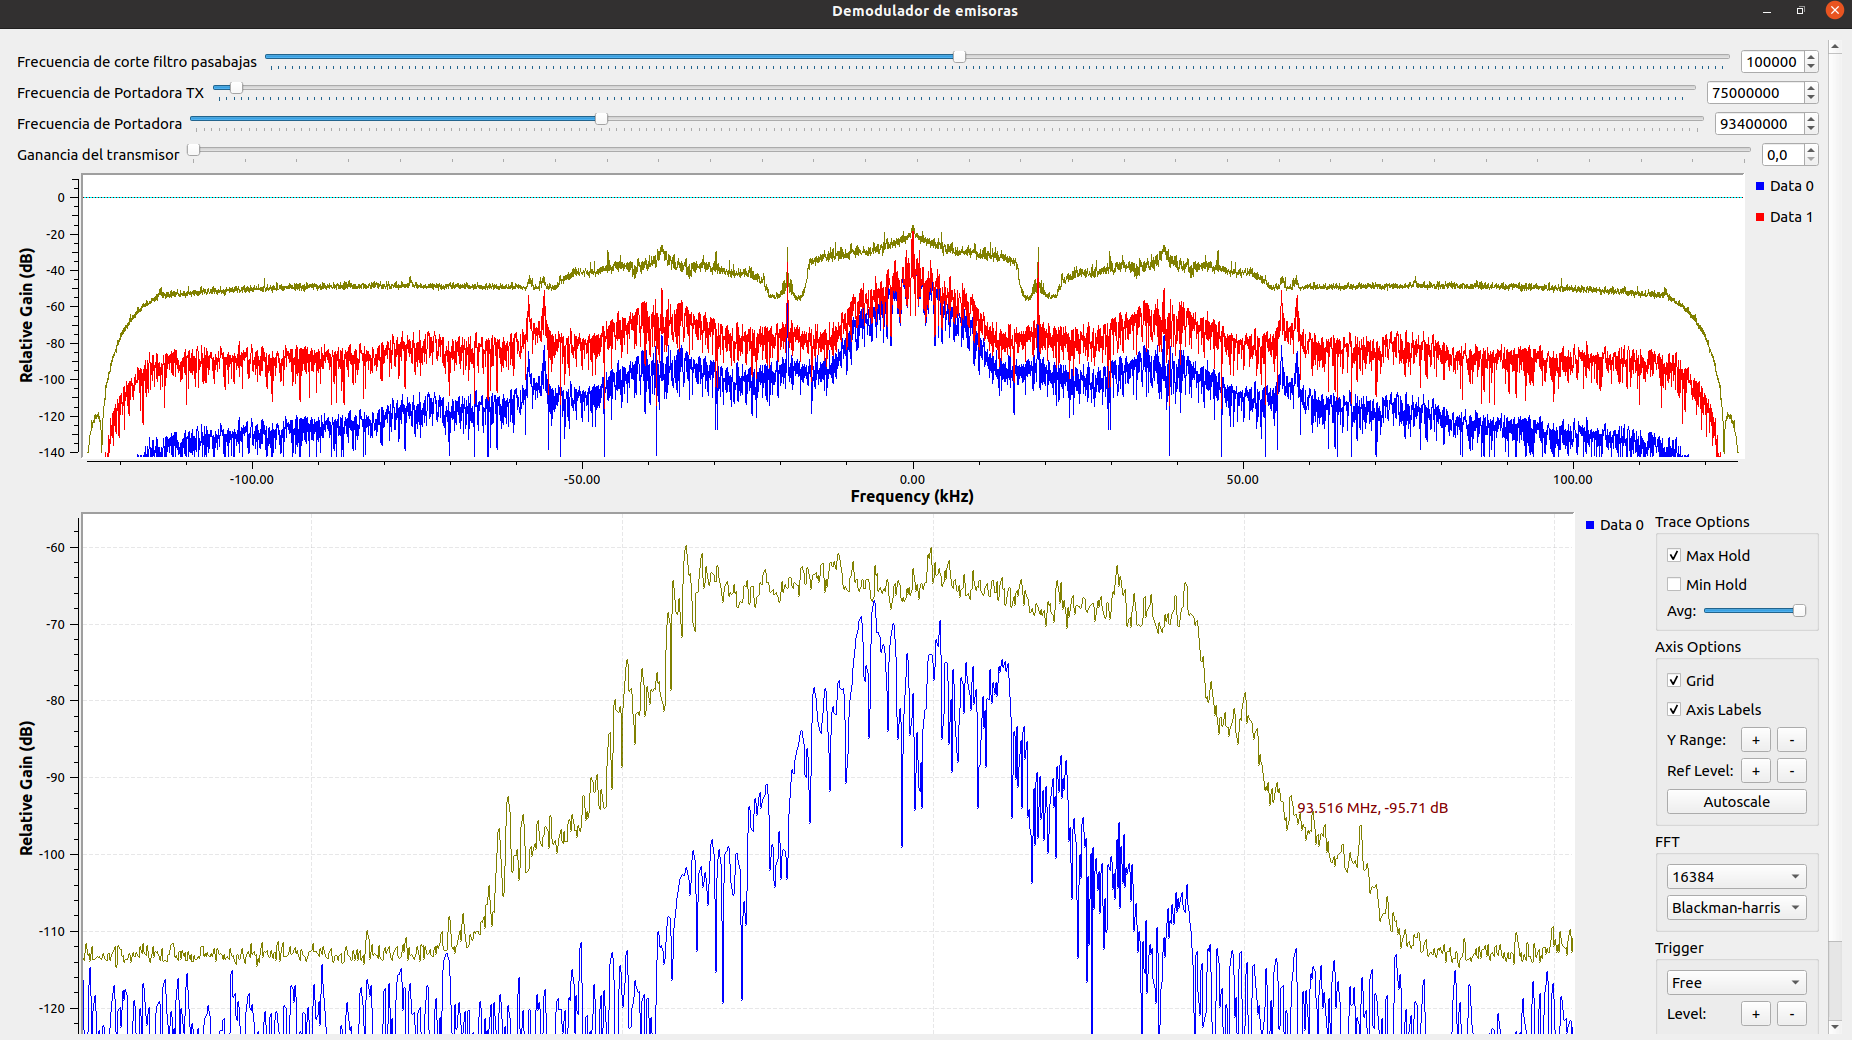 Demodulador de emisoras
Frecuencia de corte filtro pasabajas 100000
Frecuencia de Portadora TX 75000000
Frecuencia de Portadora 93400000
Ganancia del transmisor 0,0
Relative Gain (dB)
0
-20
-40
-60
-80
-100
-120
-140
-100.00 -50.00 0.00 50.00 100.00
Frequency (kHz)
Data 0
Data 1
Relative Gain (dB)
-60
-70
-80
-90
-100
-110
-120
93.516 MHz, -95.71 dB
Data 0
Trace Options
Max Hold
Min Hold
Avg:
Axis Options
Grid
Axis Labels
Y Range: + -
Ref Level: + -
Autoscale
FFT
16384
Blackman-harris
Trigger
Free
Level: + -